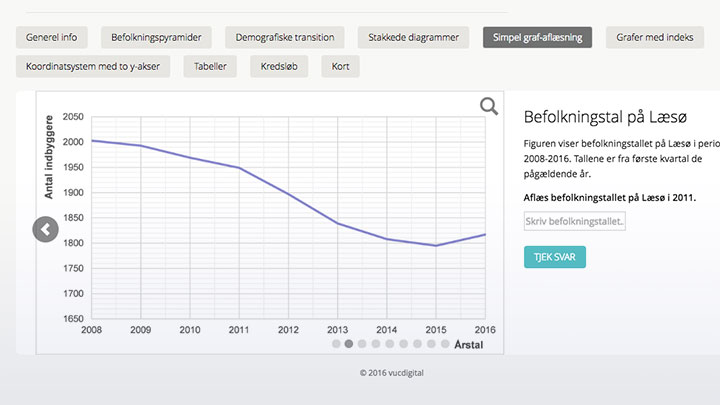 Generel info
Befolkningspyramider
Demografiske transition
Stakkede diagrammer
Simpel graf-aflæsning
Grafer med indeks
Koordinatsystem med to y-akser
Tabeller
Kredsløb
Kort
Antal indbyggere
2050
2000
1950
1900
1850
1800
1750
1700
1650
2008 2009 2010 2011 2012 2013 2014 2015 2016
Årstal
Befolkningstal på Læsø
Figuren viser befolkningstallet på Læsø i perio
2008-2016. Tallene er fra første kvartal de
pågældende år.
Aflæs befolkningstallet på Læsø i 2011.
Skriv befolkningstallet..
TJEK SVAR
© 2016 vucdigital